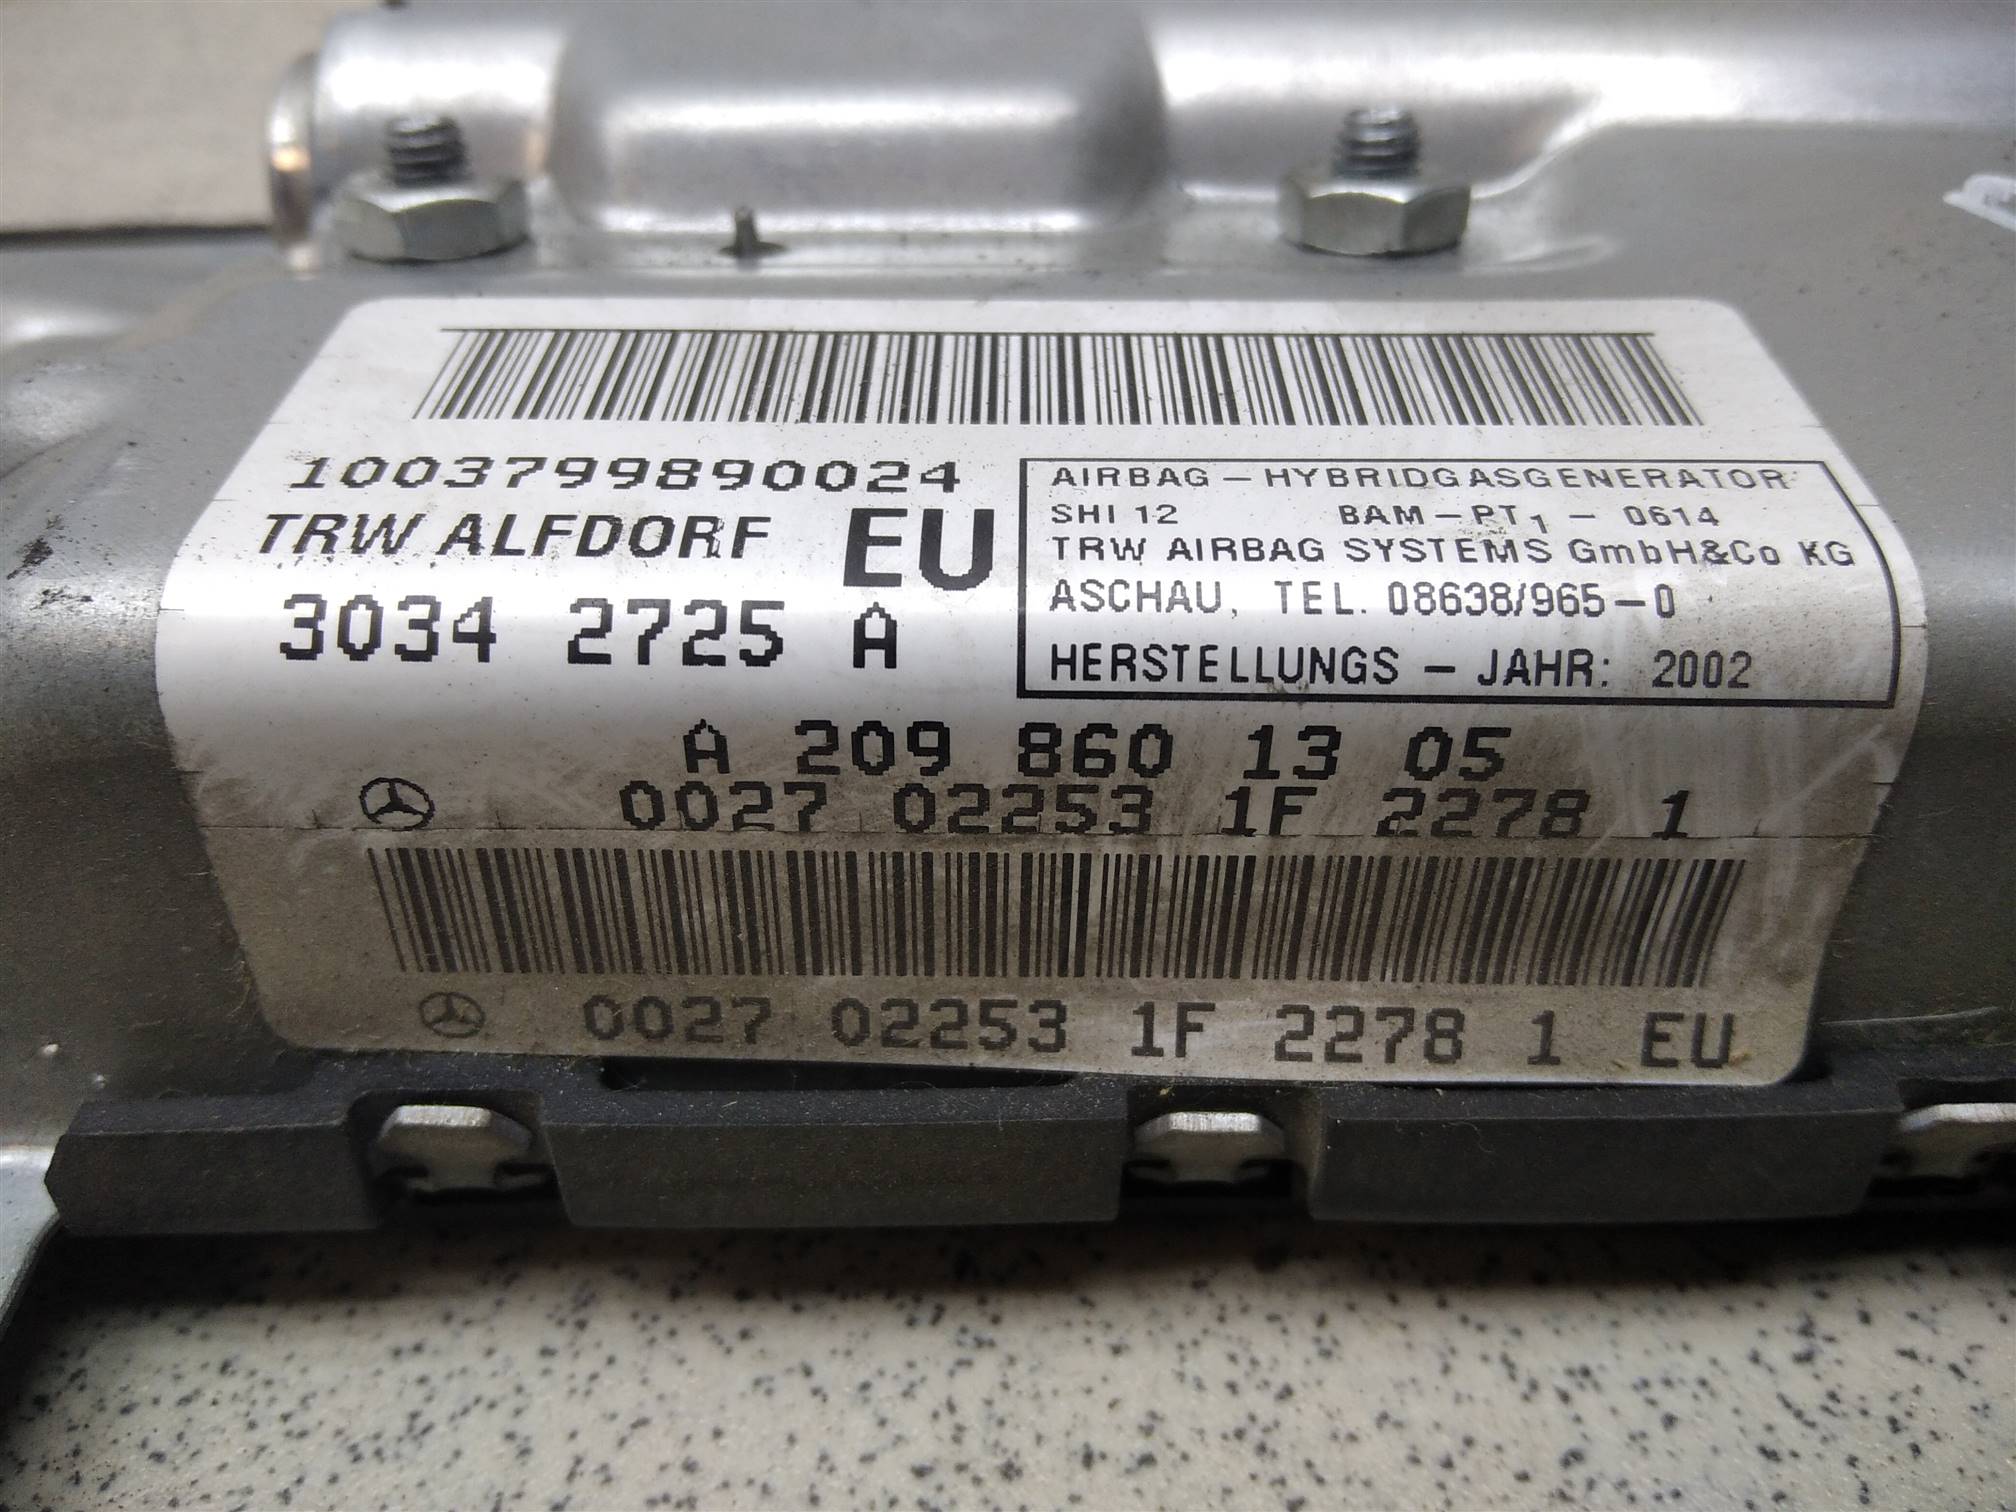 1003799890024
TRW ALFDORF EU
3034 2725 A
AIRBAG - HYBRIDGASGENERATOR
SHI 12 BAM - PT1 - 0614
TRW AIRBAG SYSTEMS GmbH&Co KG
ASCHAU, TEL. 08638/965-0
HERSTELLUNGS - JAHR: 2002
A 209 860 13 05
0027 02253 1F 2278 1
0027 02253 1F 2278 1 EU